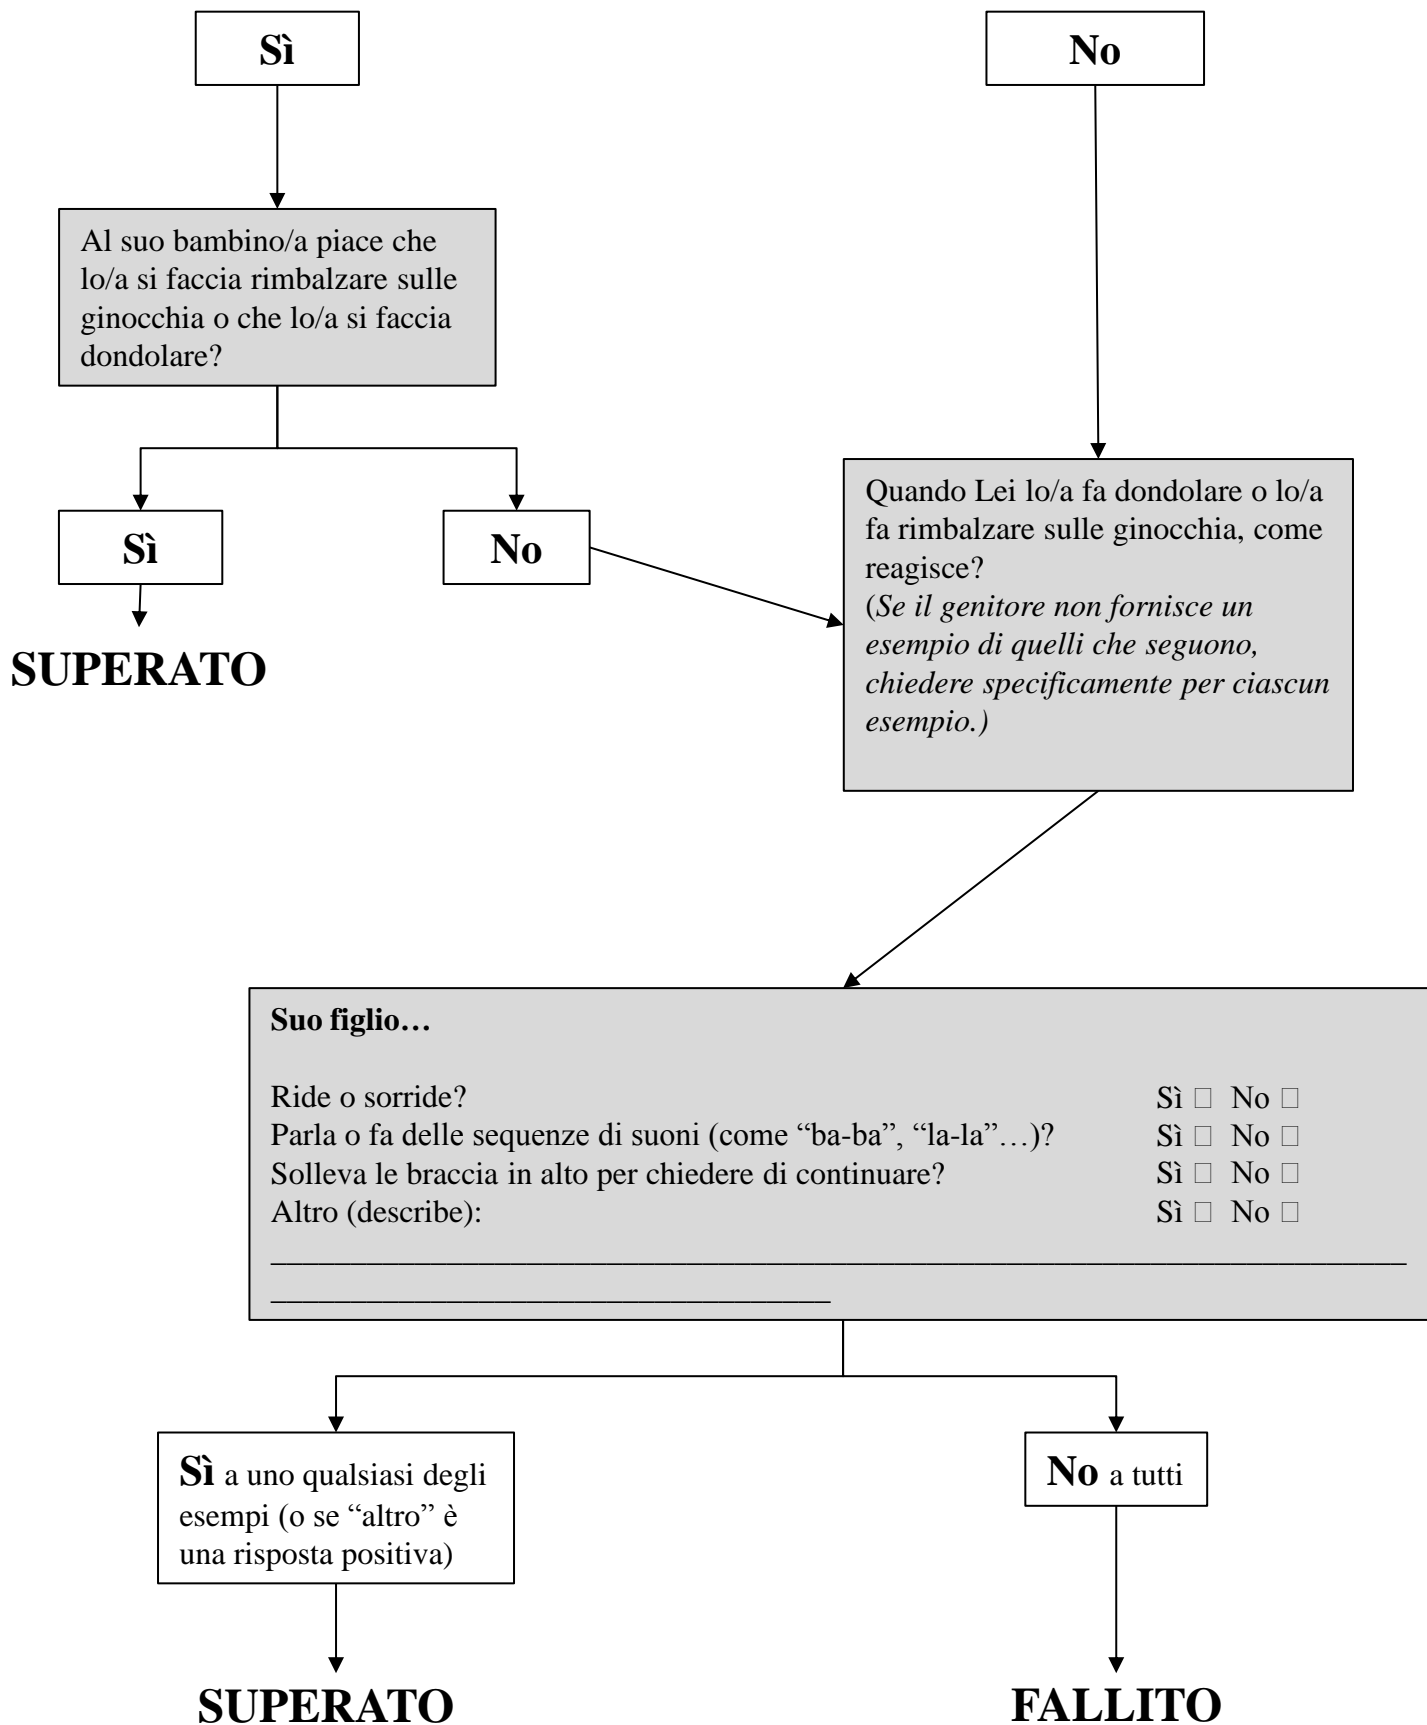 Sì
No
Al suo bambino/a piace che
lo/a si faccia rimbalzare sulle
ginocchia o che lo/a si faccia
dondolare?
Sì
No
Quando Lei lo/a fa dondolare o lo/a
fa rimbalzare sulle ginocchia, come
reagisce?
(Se il genitore non fornisce un
esempio di quelli che seguono,
chiedere specificamente per ciascun
esempio.)
SUPERATO
Suo figlio…
Ride o sorride? Sì □ No □
Parla o fa delle sequenze di suoni (come “ba-ba”, “la-la”…)? Sì □ No □
Solleva le braccia in alto per chiedere di continuare? Sì □ No □
Altro (describe): Sì □ No □
Sì a uno qualsiasi degli
esempi (o se “altro” è
una risposta positiva)
No a tutti
SUPERATO
FALLITO